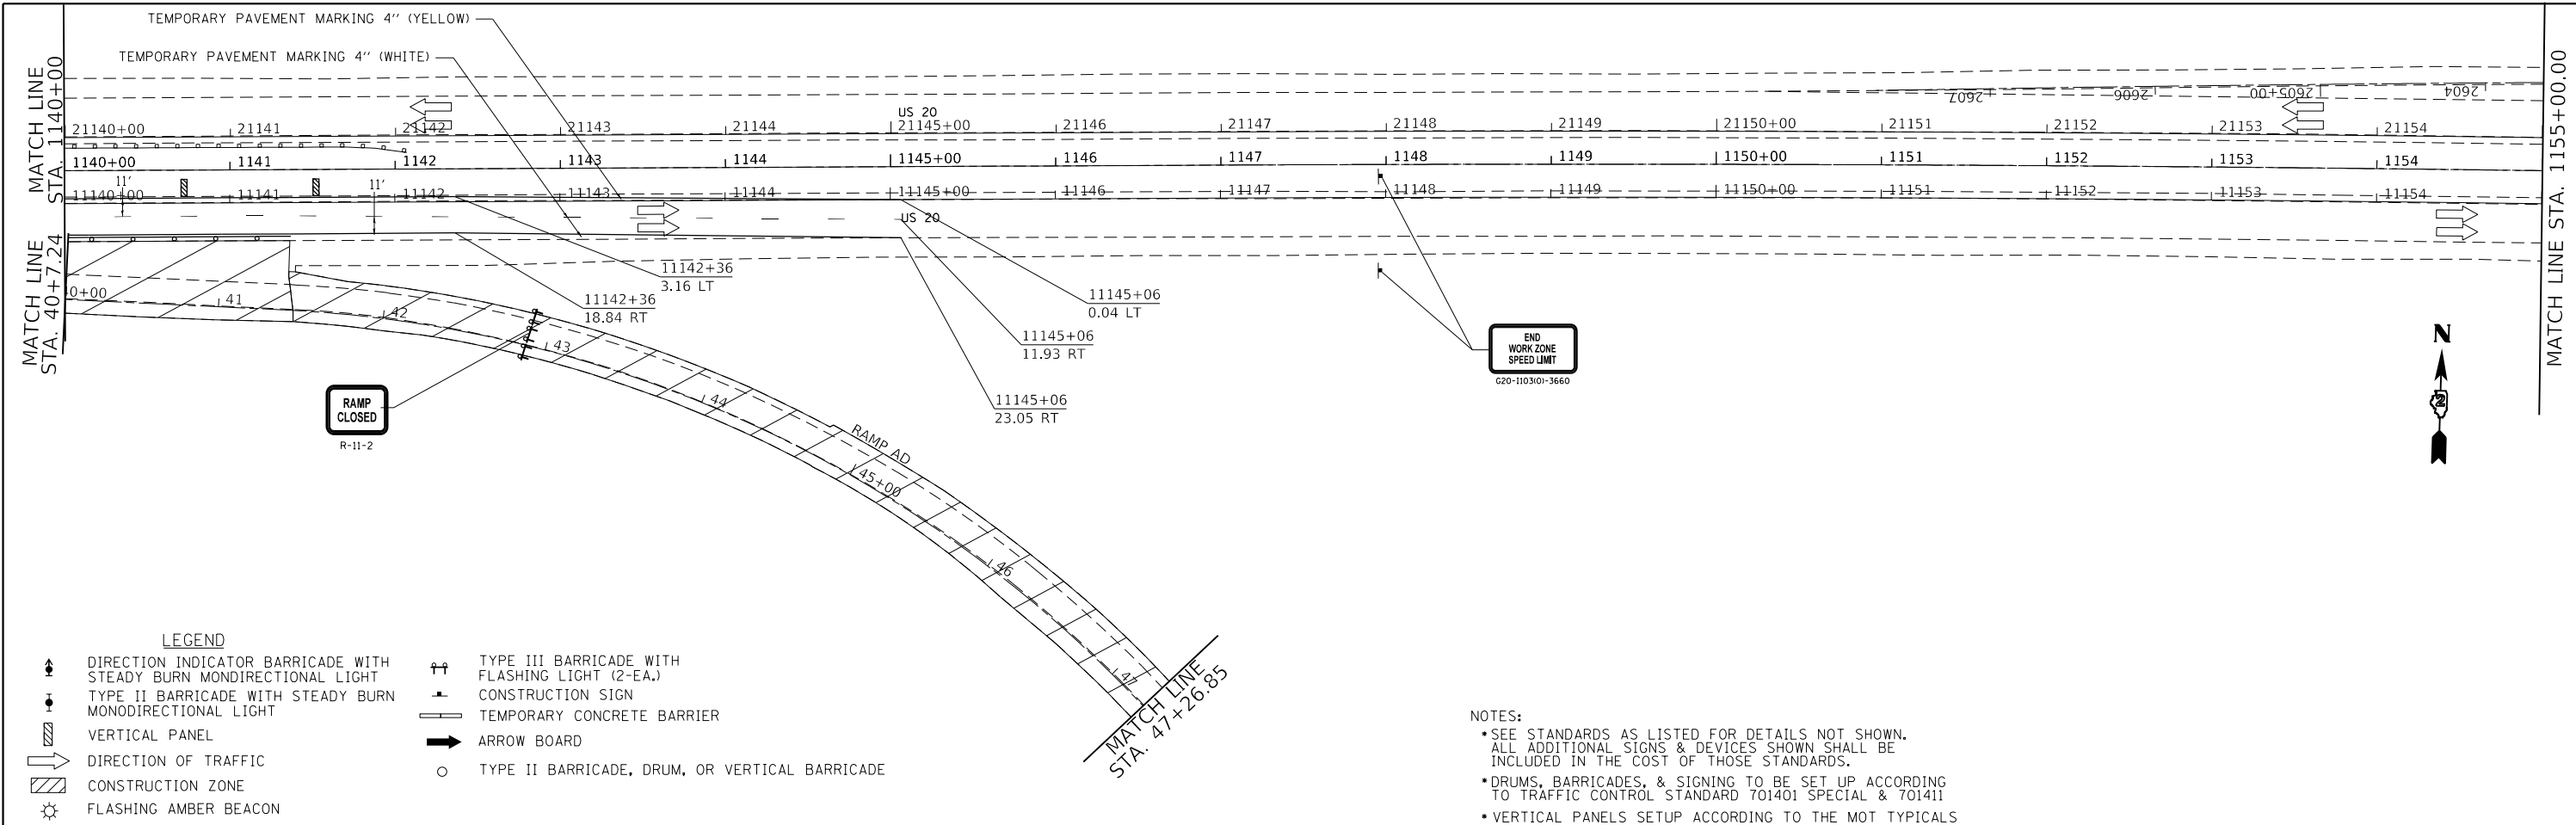 TEMPORARY PAVEMENT MARKING 4'' (YELLOW)
TEMPORARY PAVEMENT MARKING 4'' (WHITE)
MATCH LINE
STA. 1140+00
MATCH LINE
STA. 40+7.24
MATCH LINE STA. 1155+00.00
2607
2606
2605+00
2604
US 20
21140+00
21141
21142
21143
21144
21145+00
21146
21147
21148
21149
21150+00
21151
21152
21153
21154
1140+00
1141
1142
1143
1144
1145+00
1146
1147
1148
1149
1150+00
1151
1152
1153
1154
11'
11'
11140+00
11141
11142
11143
11144
11145+00
11146
11147
11148
11149
11150+00
11151
11152
11153
11154
US 20
11142+36
3.16 LT
11142+36
18.84 RT
11145+06
0.04 LT
11145+06
11.93 RT
11145+06
23.05 RT
0+00
41
42
43
44
45+00
46
47
RAMP AD
RAMP
CLOSED
R-11-2
END
WORK ZONE
SPEED LIMIT
G20-I103(0)-3660
N
2
MATCH LINE
STA. 47+26.85
LEGEND
DIRECTION INDICATOR BARRICADE WITH
STEADY BURN MONDIRECTIONAL LIGHT
TYPE II BARRICADE WITH STEADY BURN
MONODIRECTIONAL LIGHT
VERTICAL PANEL
DIRECTION OF TRAFFIC
CONSTRUCTION ZONE
FLASHING AMBER BEACON
TYPE III BARRICADE WITH
FLASHING LIGHT (2-EA.)
CONSTRUCTION SIGN
TEMPORARY CONCRETE BARRIER
ARROW BOARD
TYPE II BARRICADE, DRUM, OR VERTICAL BARRICADE
NOTES:
* SEE STANDARDS AS LISTED FOR DETAILS NOT SHOWN.
ALL ADDITIONAL SIGNS & DEVICES SHOWN SHALL BE
INCLUDED IN THE COST OF THOSE STANDARDS.
* DRUMS, BARRICADES, & SIGNING TO BE SET UP ACCORDING
TO TRAFFIC CONTROL STANDARD 701401 SPECIAL & 701411
* VERTICAL PANELS SETUP ACCORDING TO THE MOT TYPICALS